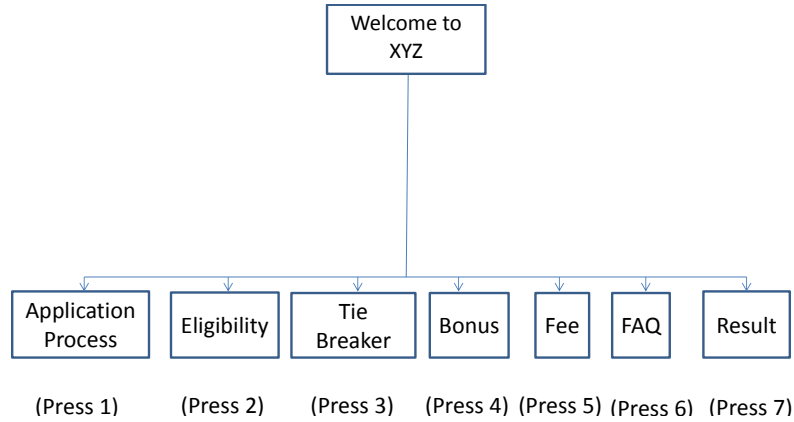 Welcome to
XYZ
Application
Process
Eligibility
Tie
Breaker
Bonus
Fee
FAQ
Result
(Press 1)
(Press 2)
(Press 3)
(Press 4)
(Press 5)
(Press 6)
(Press 7)